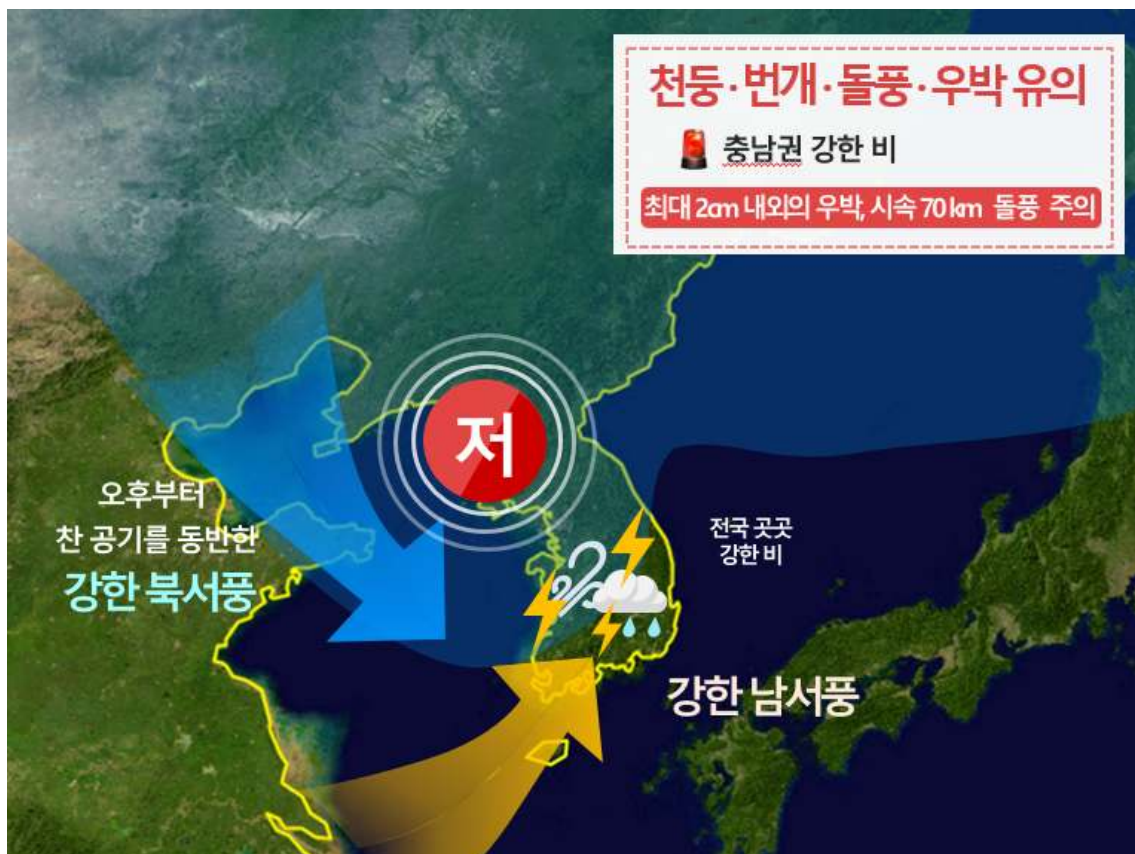 천둥·번개·돌풍·우박 유의
충남권 강한 비
최대 2cm 내외의 우박, 시속 70 km 돌풍 주의
저
오후부터
찬 공기를 동반한
강한 북서풍
전국 곳곳
강한 비
강한 남서풍